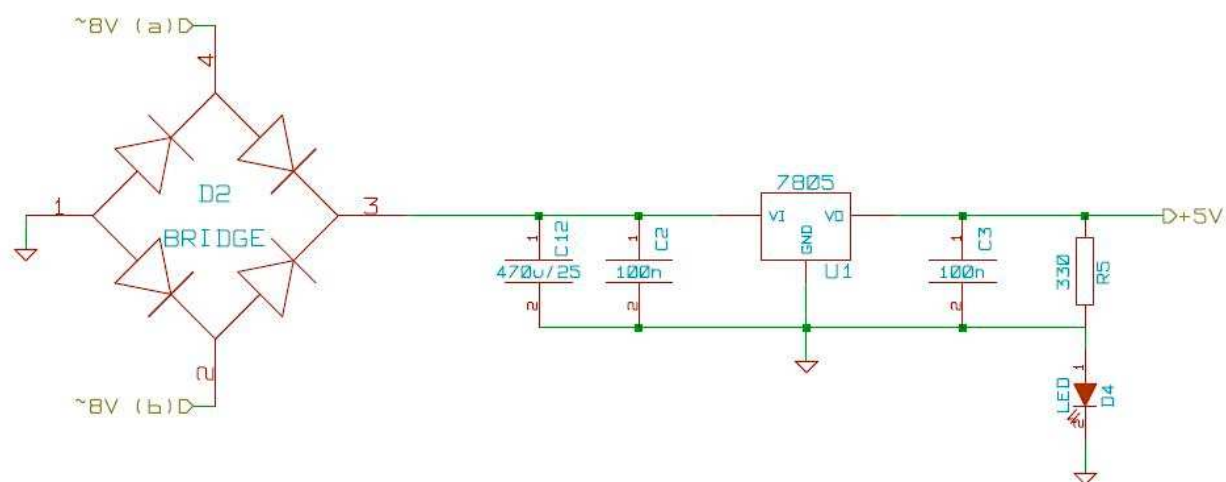 ~8V (a)
4
D2
BRIDGE
1
3
2
~8V (b)
7805
VI
VO
GND
U1
1
C12
470u/25
2
1
C2
100n
2
1
C3
100n
2
330
R5
+5V
1
LED
D4
2